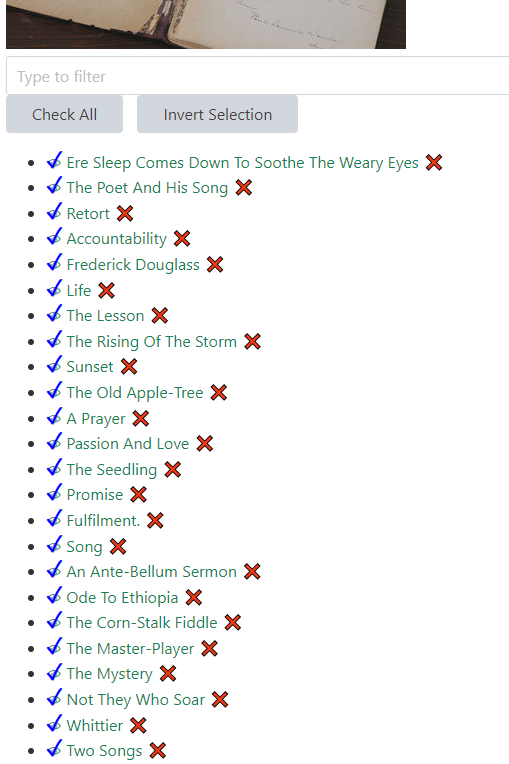 Type to filter
Check All Invert Selection
Ere Sleep Comes Down To Soothe The Weary Eyes
The Poet And His Song
Retort
Accountability
Frederick Douglass
Life
The Lesson
The Rising Of The Storm
Sunset
The Old Apple-Tree
A Prayer
Passion And Love
The Seedling
Promise
Fulfilment.
Song
An Ante-Bellum Sermon
Ode To Ethiopia
The Corn-Stalk Fiddle
The Master-Player
The Mystery
Not They Who Soar
Whittier
Two Songs